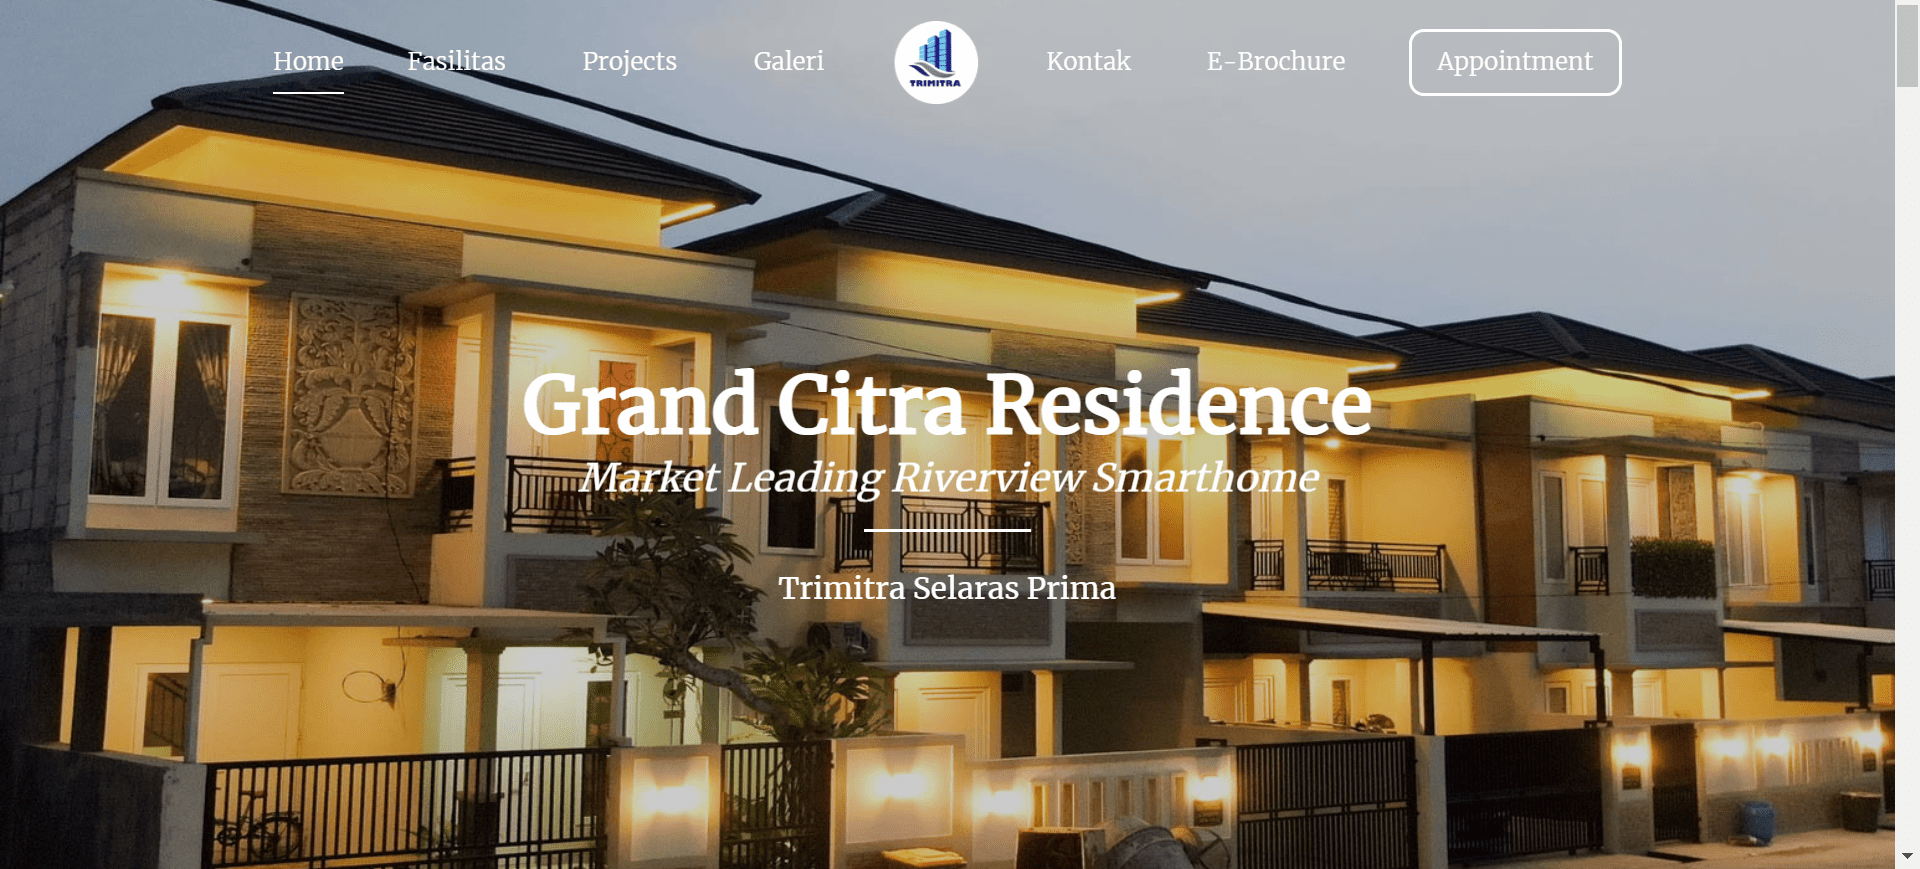 Home Fasilitas Projects Galeri TRIMITRA Kontak E-Brochure Appointment
Grand Citra Residence
Market Leading Riverview Smarthome
Trimitra Selaras Prima